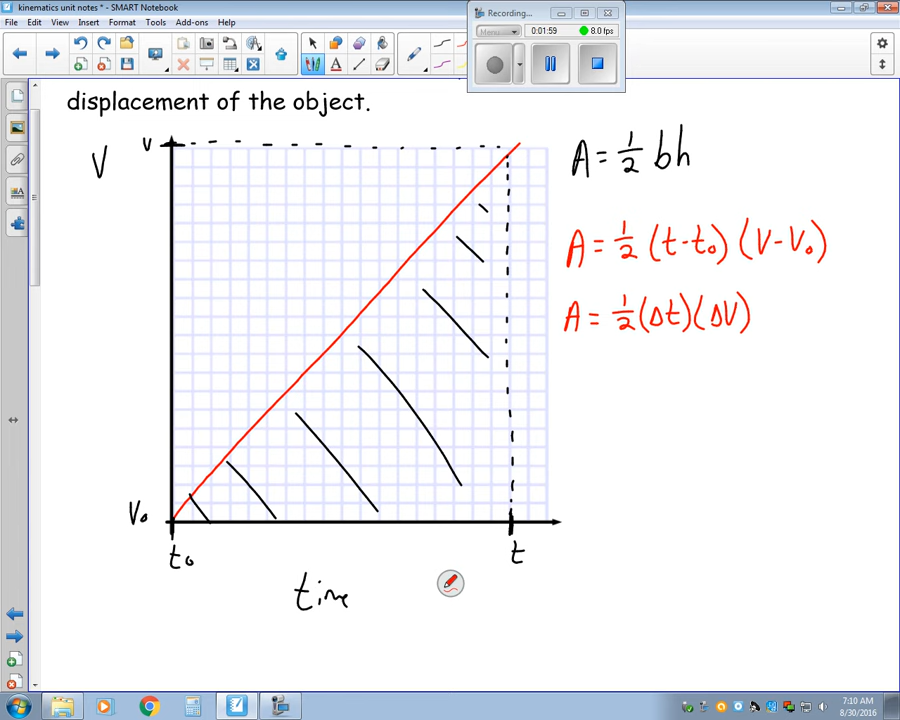 kinematics unit notes * - SMART Notebook
Recording...
File Edit View Insert Format Tools Add-ons Help
Menu
0:01:59
8.0 fps
displacement of the object.
V
V
A = 1/2 bh
A = 1/2 (t - t₀) (V - V₀)
A = 1/2 (Δt)(ΔV)
V₀
t₀
t
time
7:10 AM
8/30/2016